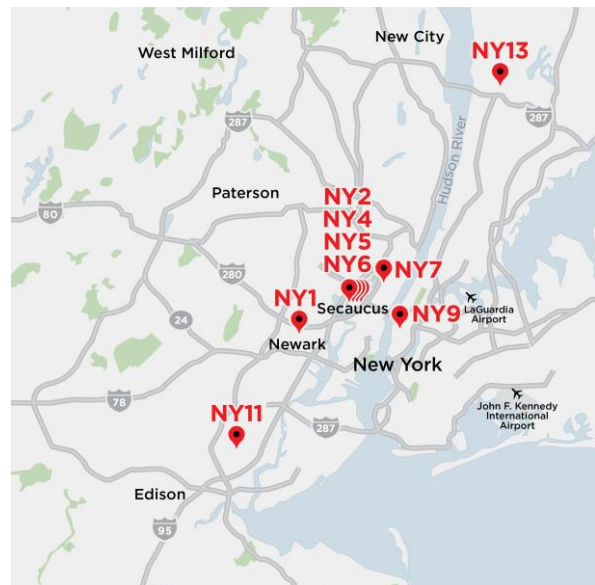 New City
West Milford
NY13
287
287
Hudson River
Paterson
80
NY2
NY4
NY5
NY6
280
NY7
NY1
Secaucus
NY9
LaGuardia
Airport
24
Newark
New York
78
John F. Kennedy
International
Airport
NY11
287
Edison
95